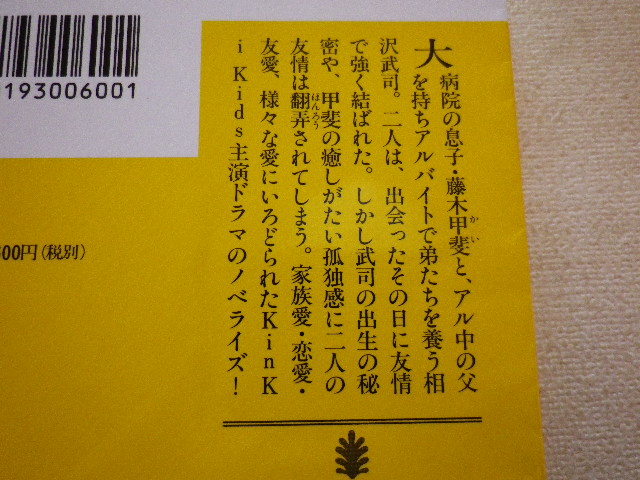 大病院の息子・藤木甲斐と、アル中の父
かい
を持ちアルバイトで弟たちを養う相
沢武司。二人は、出会ったその日に友情
で強く結ばれた。しかし武司の出生の秘
密や、甲斐の癒しがたい孤独感に二人の
友情は翻弄されてしまう。家族愛・恋愛・
ほんろう
友愛、様々な愛にいろどられたKinK
i Kids主演ドラマのノベライズ！
193006001
00円(税別)